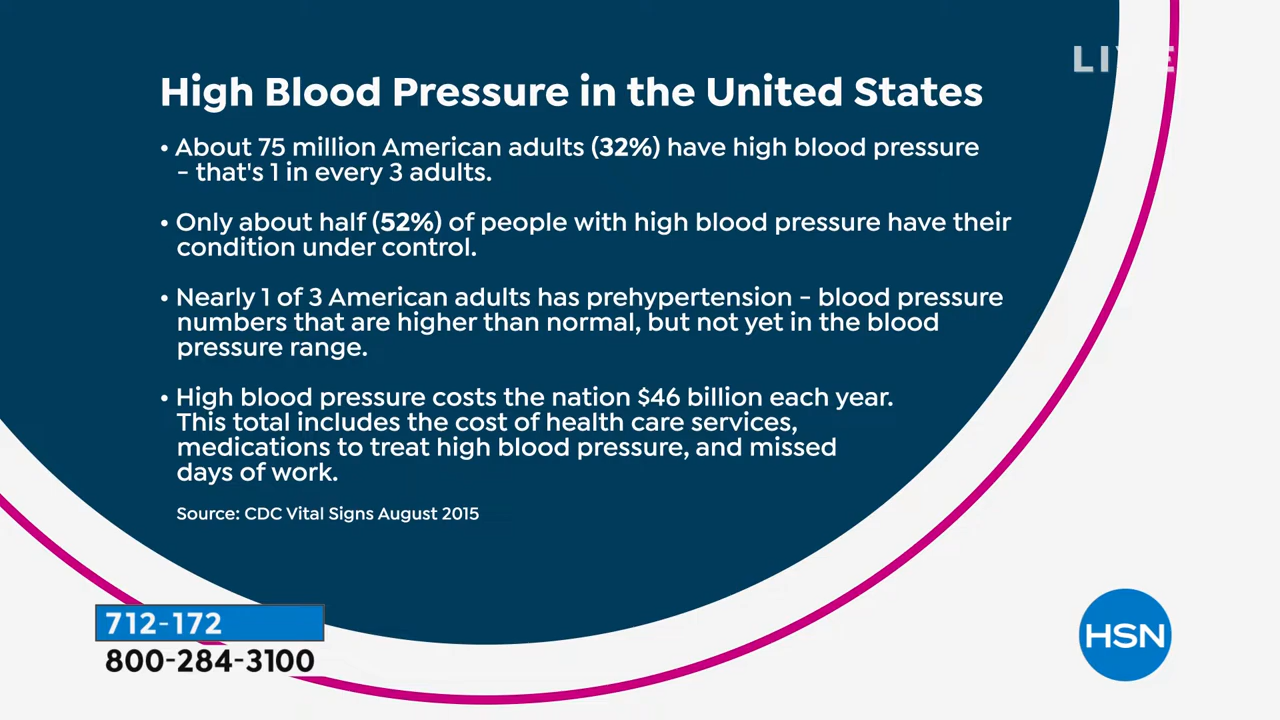 LIVE
High Blood Pressure in the United States
• About 75 million American adults (32%) have high blood pressure
- that's 1 in every 3 adults.
• Only about half (52%) of people with high blood pressure have their
condition under control.
• Nearly 1 of 3 American adults has prehypertension - blood pressure
numbers that are higher than normal, but not yet in the blood
pressure range.
• High blood pressure costs the nation $46 billion each year.
This total includes the cost of health care services,
medications to treat high blood pressure, and missed
days of work.
Source: CDC Vital Signs August 2015
712-172
800-284-3100
HSN